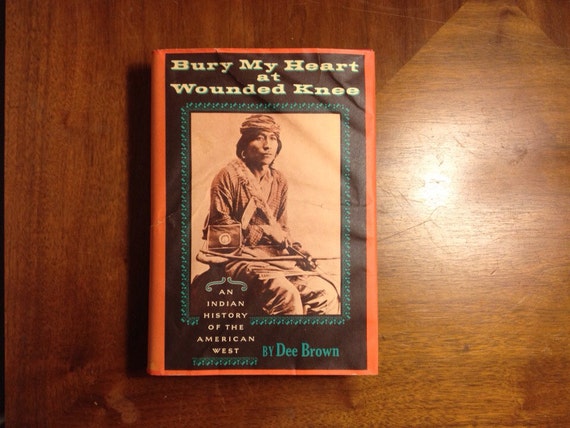 Bury My Heart
at
Wounded Knee
AN
INDIAN
HISTORY
OF THE
AMERICAN
WEST
BY Dee Brown